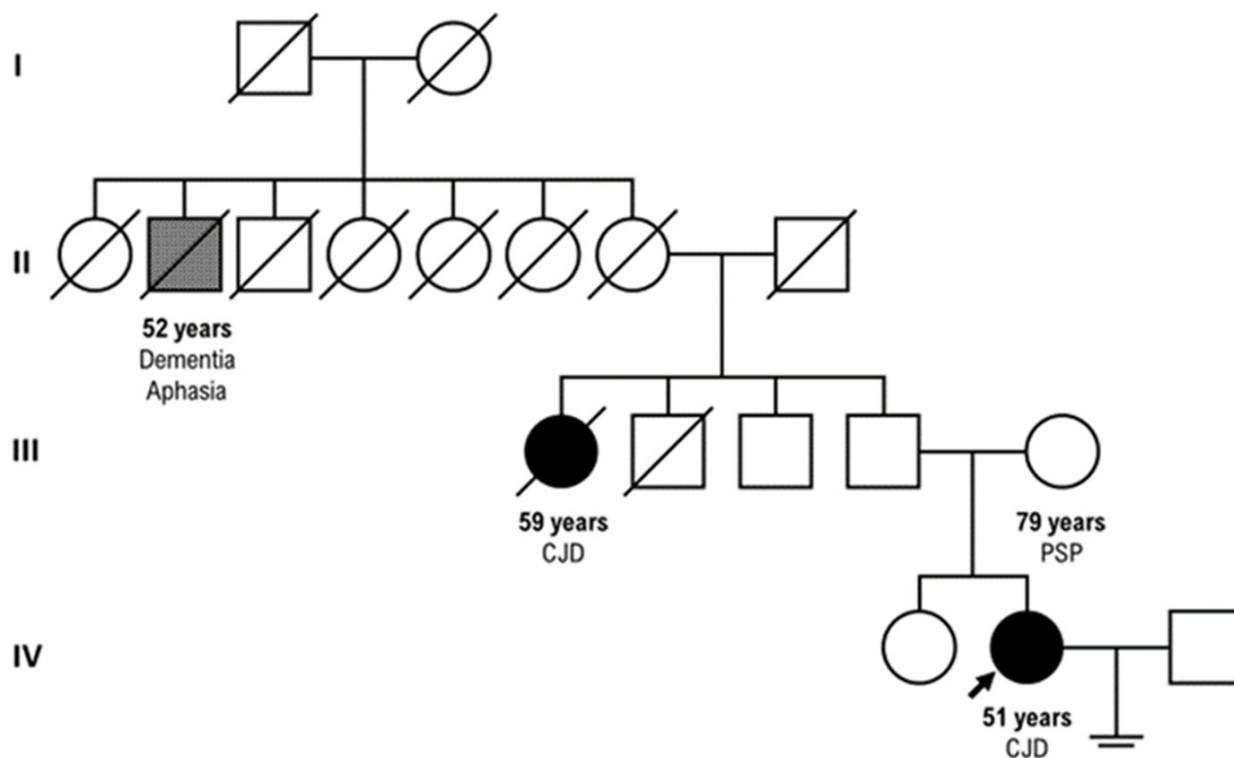 I
II
52 years
Dementia
Aphasia
III
59 years
CJD
79 years
PSP
IV
51 years
CJD